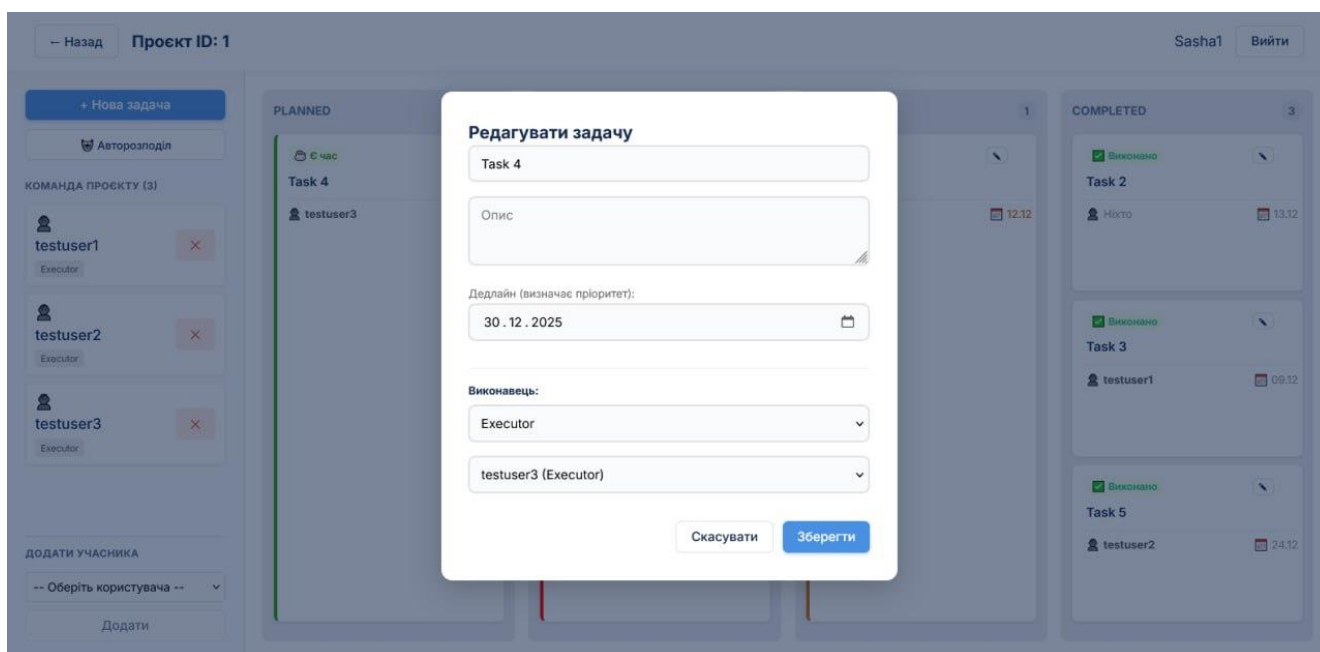 ← Назад
Проєкт ID: 1
Sasha1
Вийти
+ Нова задача
Авторозподіл
КОМАНДА ПРОЄКТУ (3)
testuser1
Executor
testuser2
Executor
testuser3
Executor
ДОДАТИ УЧАСНИКА
-- Оберіть користувача --
Додати
PLANNED
Є час
Task 4
testuser3
Редагувати задачу
Task 4
Опис
Дедлайн (визначає пріоритет):
30.12.2025
Виконавець:
Executor
testuser3 (Executor)
Скасувати
Зберегти
1
12.12
COMPLETED
3
Виконано
Task 2
Ніхто
13.12
Виконано
Task 3
testuser1
09.12
Виконано
Task 5
testuser2
24.12